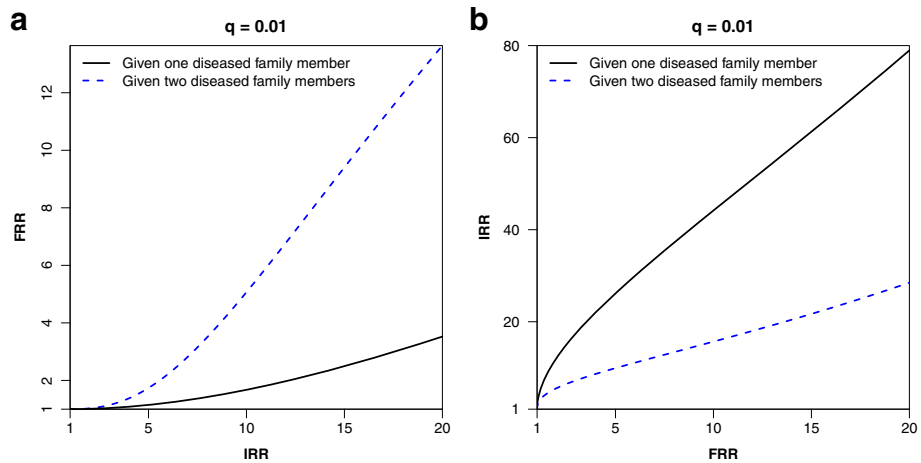 a
q = 0.01
Given one diseased family member
Given two diseased family members
FRR
12
10
8
6
4
2
1
1 5 10 15 20
IRR
b
q = 0.01
Given one diseased family member
Given two diseased family members
IRR
80
60
40
20
1
1 5 10 15 20
FRR